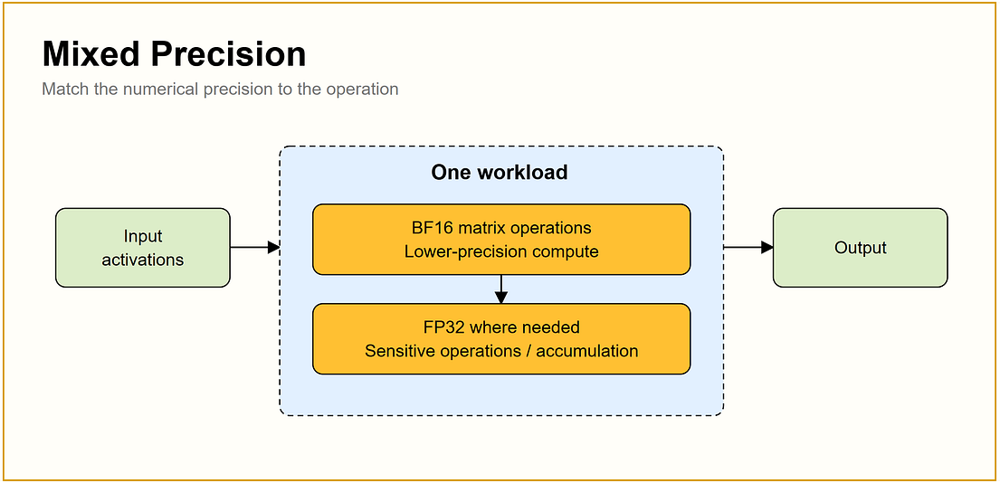 Mixed Precision
Match the numerical precision to the operation
One workload
Input
activations
BF16 matrix operations
Lower-precision compute
FP32 where needed
Sensitive operations / accumulation
Output